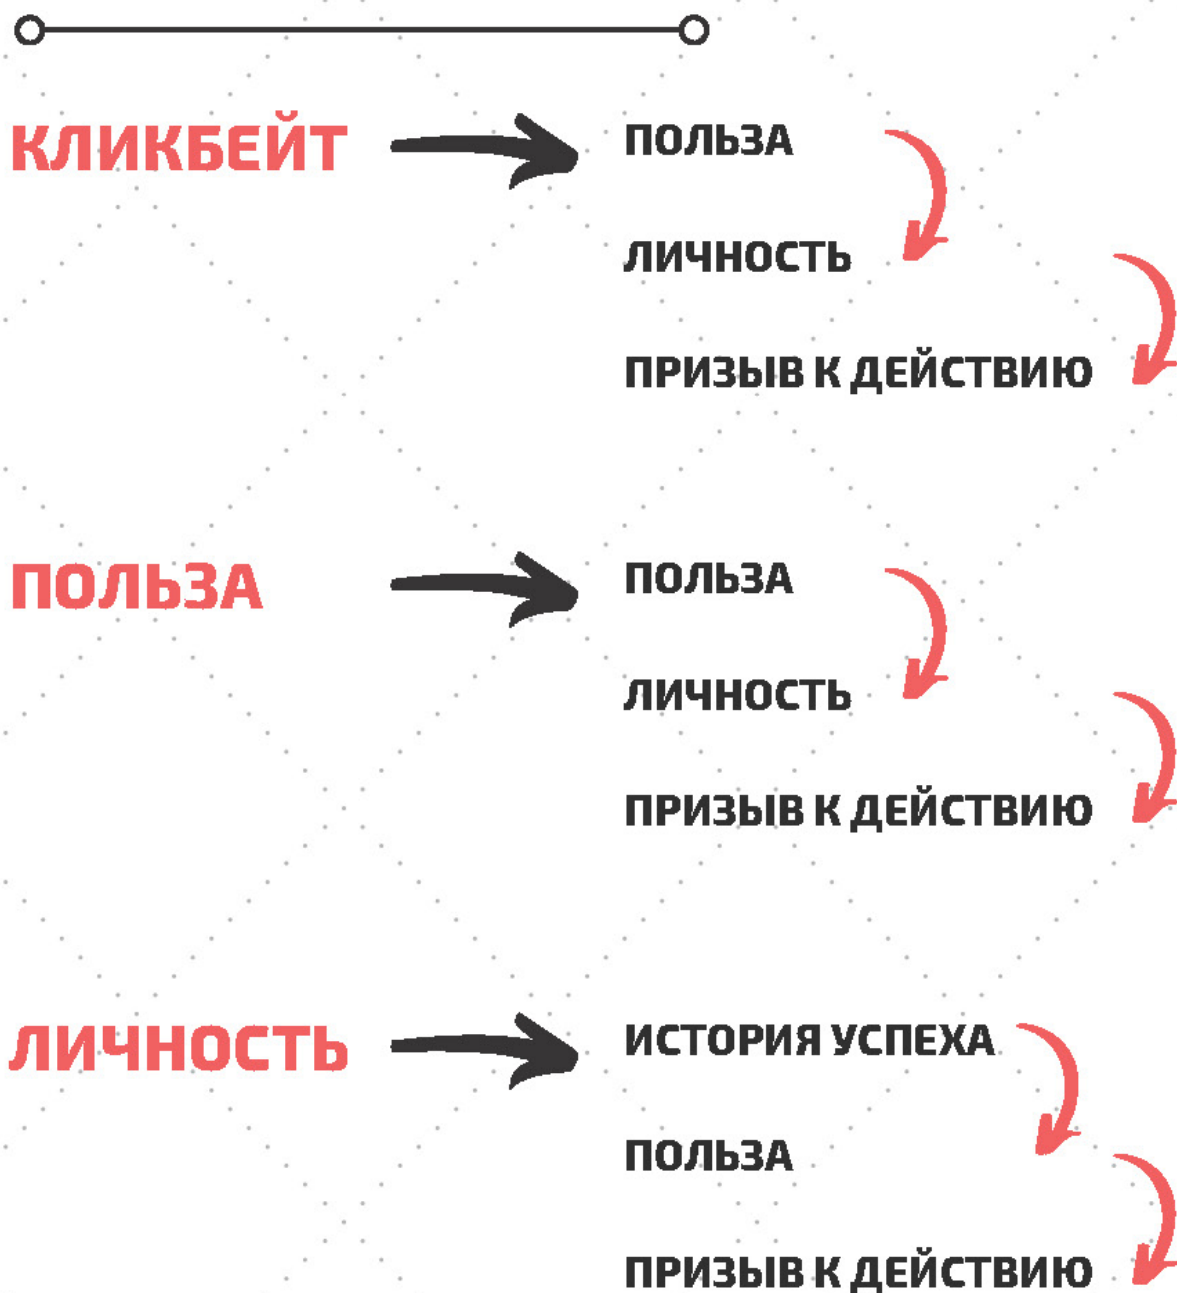 КЛИКБЕЙТ
ПОЛЬЗА
ЛИЧНОСТЬ
ПРИЗЫВ К ДЕЙСТВИЮ
ПОЛЬЗА
ПОЛЬЗА
ЛИЧНОСТЬ
ПРИЗЫВ К ДЕЙСТВИЮ
ЛИЧНОСТЬ
ИСТОРИЯ УСПЕХА
ПОЛЬЗА
ПРИЗЫВ К ДЕЙСТВИЮ